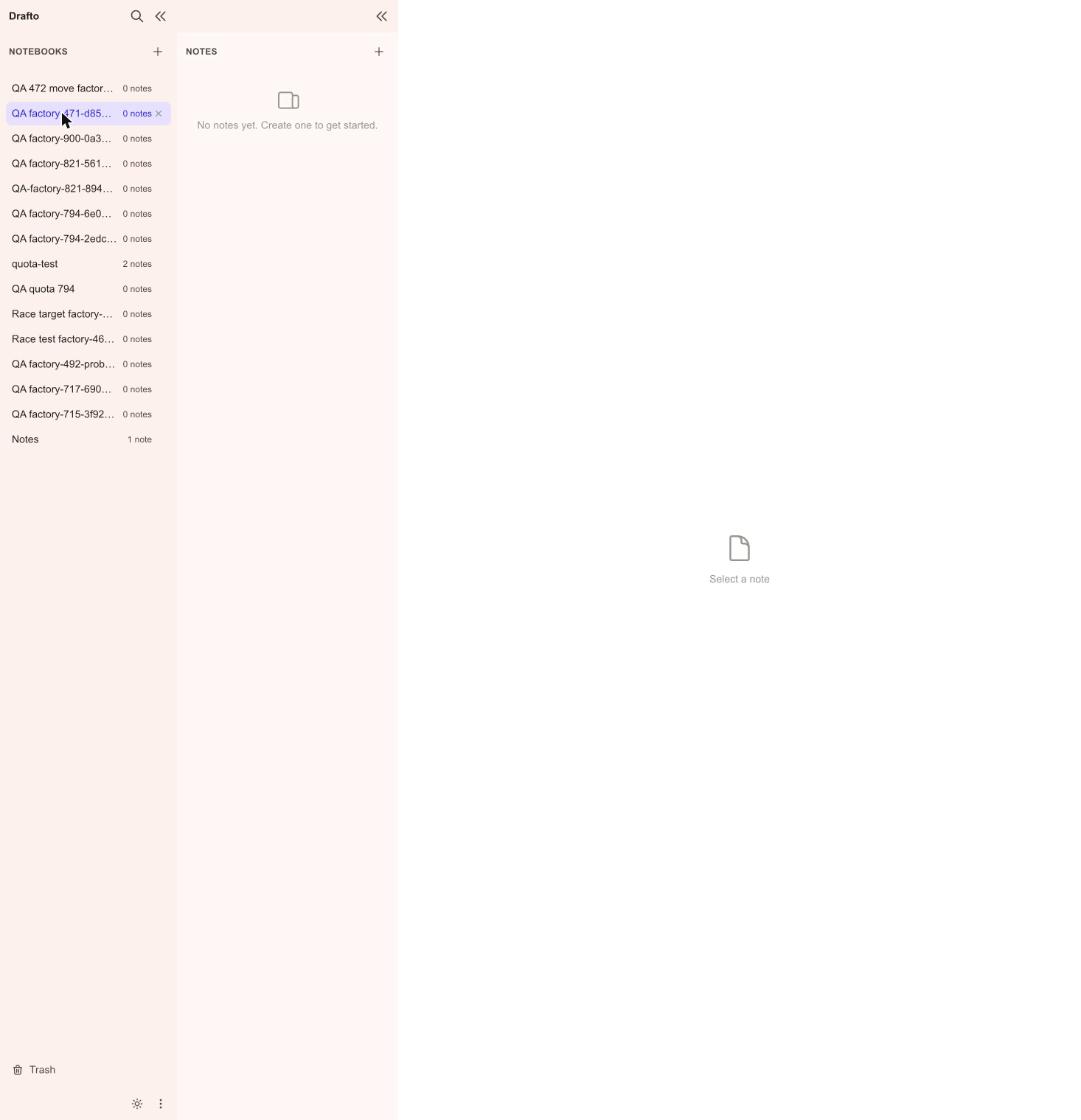 Drafto
NOTEBOOKS
NOTES
QA 472 move factor... 0 notes
QA factory-471-d85... 0 notes
QA factory-900-0a3... 0 notes
QA factory-821-561... 0 notes
QA-factory-821-894... 0 notes
QA factory-794-6e0... 0 notes
QA factory-794-2edc... 0 notes
quota-test 2 notes
QA quota 794 0 notes
Race target factory-... 0 notes
Race test factory-46... 0 notes
QA factory-492-prob... 0 notes
QA factory-717-690... 0 notes
QA factory-715-3f92... 0 notes
Notes 1 note
No notes yet. Create one to get started.
Select a note
Trash